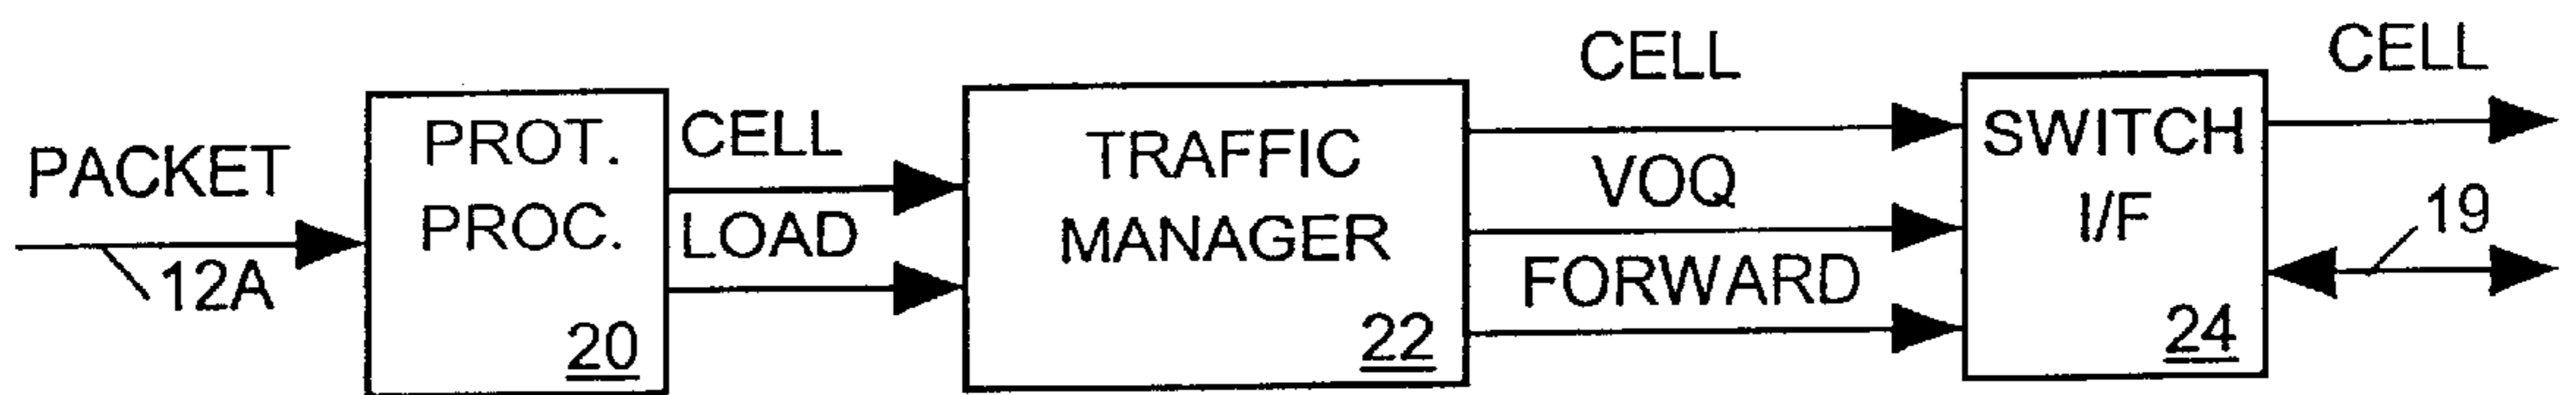 PACKET
12A
PROT.
PROC.
20
CELL
LOAD
TRAFFIC
MANAGER
22
CELL
VOQ
FORWARD
SWITCH
I/F
24
CELL
19